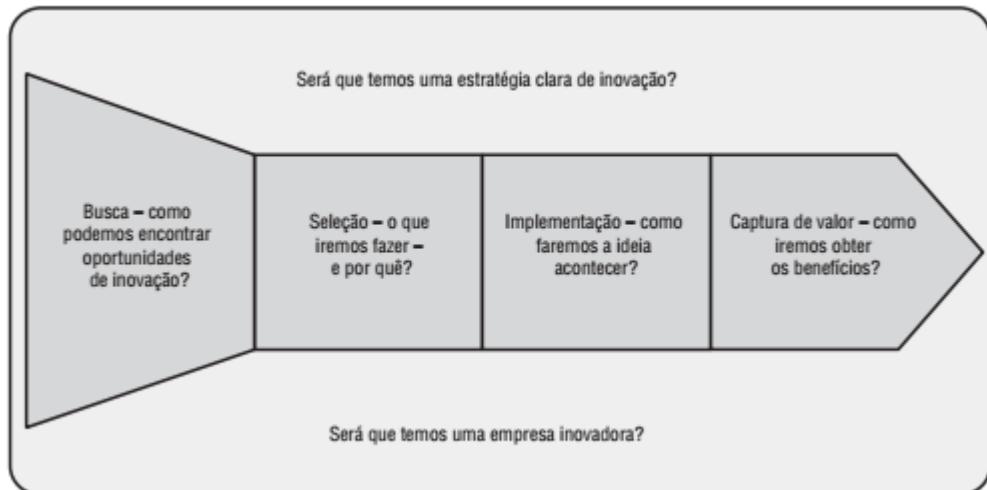 Será que temos uma estratégia clara de inovação?
Busca – como
podemos encontrar
oportunidades
de inovação?
Seleção – o que
iremos fazer –
e por quê?
Implementação – como
faremos a ideia
acontecer?
Captura de valor – como
iremos obter
os benefícios?
Será que temos uma empresa inovadora?